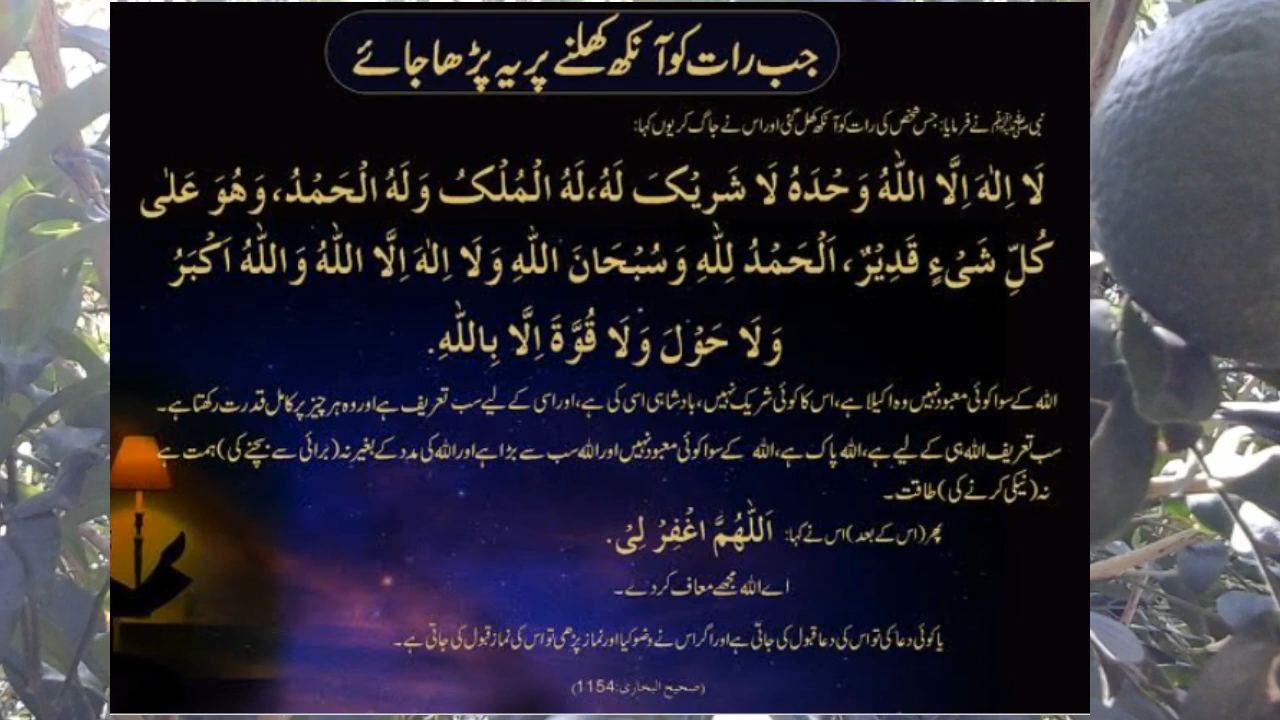 جب رات کو آنکھ کھلنے پر یہ پڑھا جائے
نبی ﷺ نے فرمایا: جس شخص کی رات کو آنکھ کھل گئی اور اس نے جاگ کر یوں کہا:
لَا اِلٰهَ اِلَّا اللّٰهُ وَحْدَهُ لَا شَرِيْكَ لَهُ، لَهُ الْمُلْكُ وَلَهُ الْحَمْدُ، وَهُوَ عَلٰى
كُلِّ شَیْءٍ قَدِيْرٌ، اَلْحَمْدُ لِلّٰهِ وَسُبْحَانَ اللّٰهِ وَلَا اِلٰهَ اِلَّا اللّٰهُ وَاللّٰهُ اَكْبَرُ
وَلَا حَوْلَ وَلَا قُوَّةَ اِلَّا بِاللّٰهِ.
اللہ کے سوا کوئی معبود نہیں وہ اکیلا ہے، اس کا کوئی شریک نہیں، بادشاہی اسی کی ہے، اور اسی کے لیے سب تعریف ہے اور وہ ہر چیز پر کامل قدرت رکھتا ہے۔
سب تعریف اللہ ہی کے لیے ہے، اللہ پاک ہے، اللہ کے سوا کوئی معبود نہیں اور اللہ سب سے بڑا ہے اور اللہ کی مدد کے بغیر نہ (برائی سے بچنے کی) ہمت ہے
نہ (نیکی کرنے کی) طاقت۔
پھر (اس کے بعد) اس نے کہا: اَللّٰهُمَّ اغْفِرْ لِیْ.
اے اللہ مجھے معاف کر دے۔
یا کوئی دعا کی تو اس کی دعا قبول کی جاتی ہے اور اگر اس نے وضو کیا اور نماز پڑھی تو اس کی نماز قبول کی جاتی ہے۔
(صحیح البخاری: 1154)